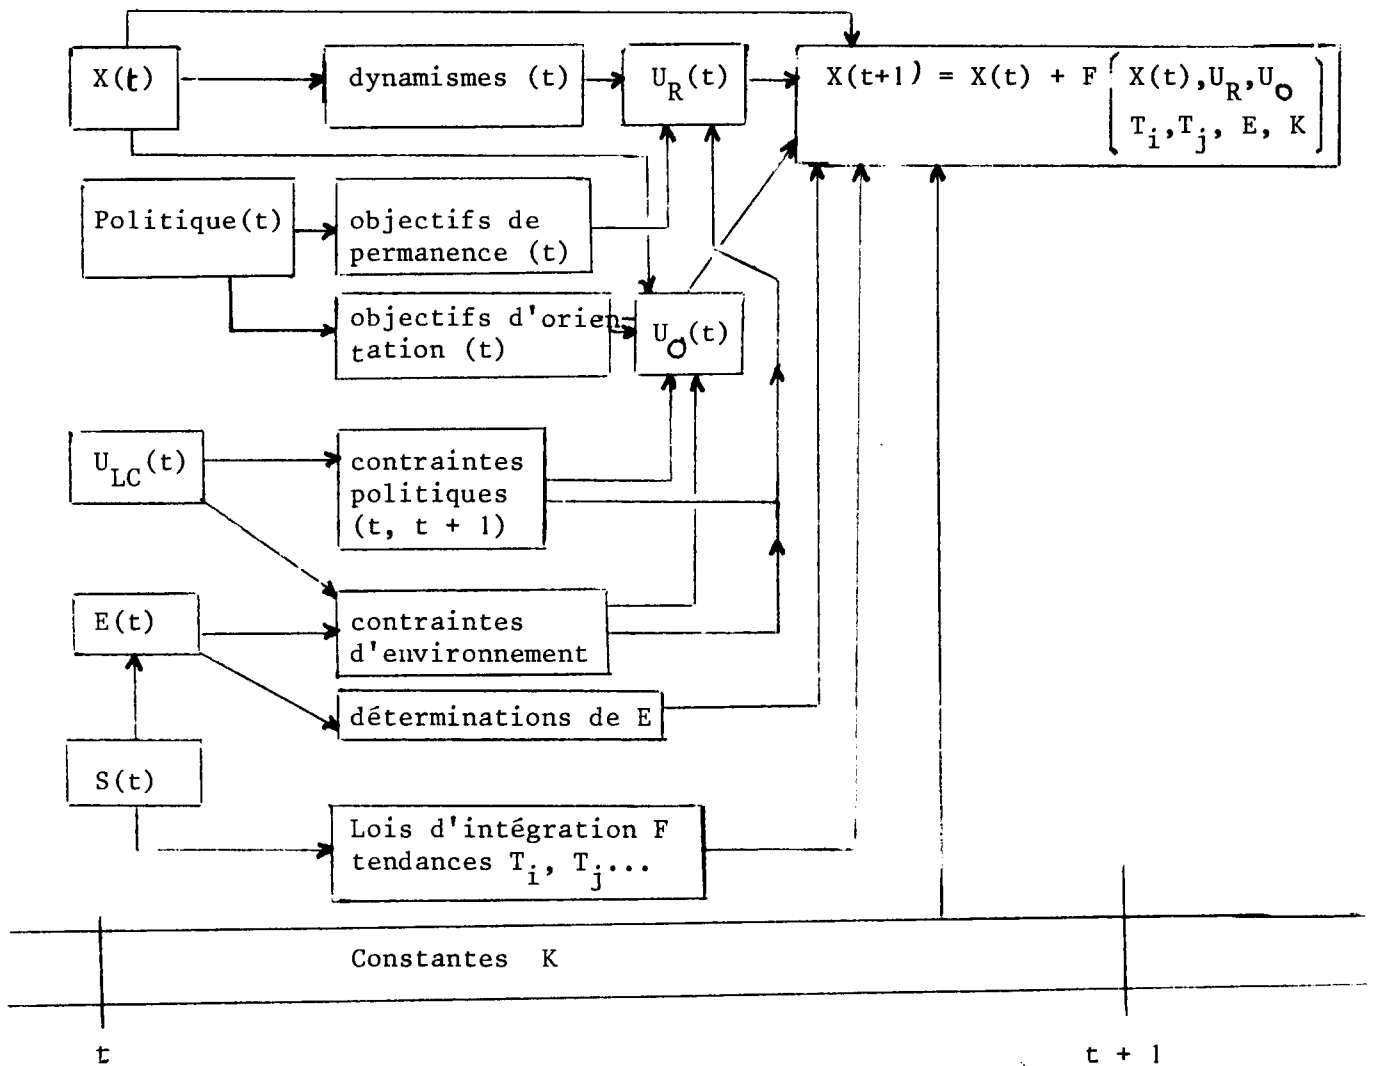 X(t)
dynamismes (t)
U_R(t)
X(t+1) = X(t) + F [X(t),U_R,U_O
T_i,T_j, E, K]
Politique(t)
objectifs de
permanence (t)
objectifs d'orien-
tation (t)
U_O(t)
U_LC(t)
contraintes
politiques
(t, t + 1)
E(t)
contraintes
d'environnement
déterminations de E
S(t)
Lois d'intégration F
tendances T_i, T_j...
Constantes K
t
t + 1